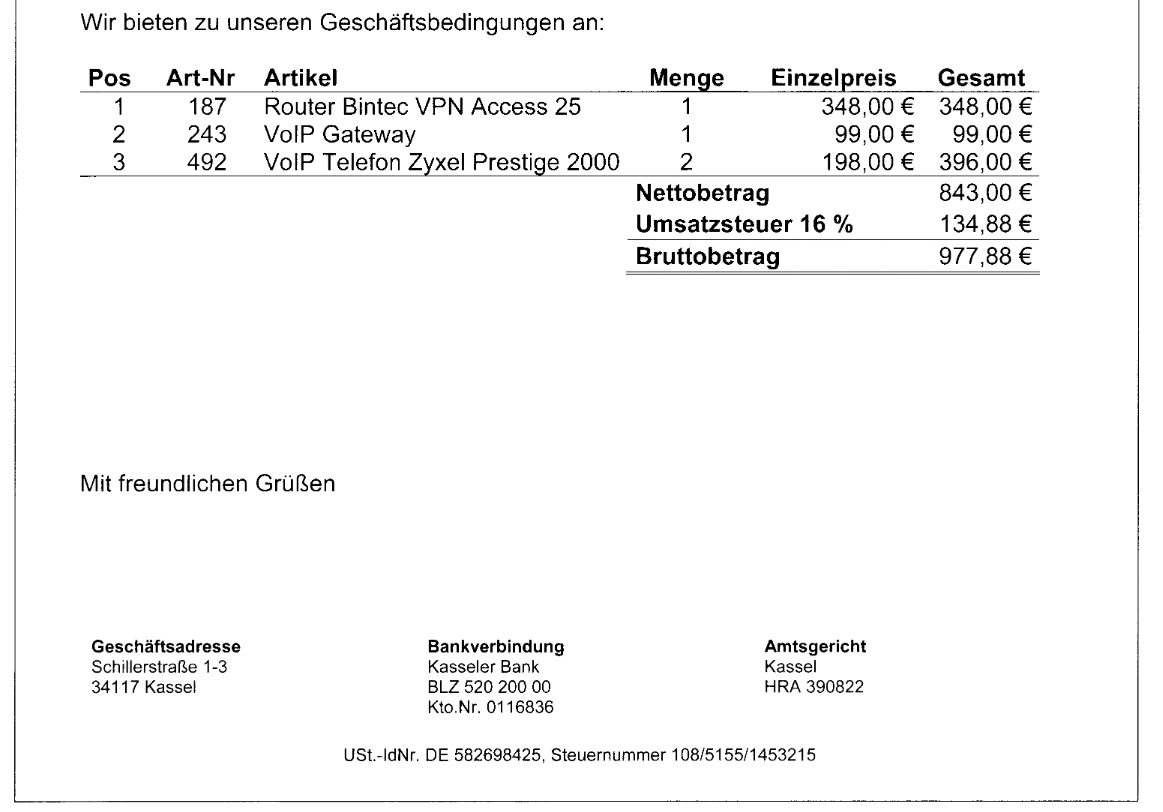 Wir bieten zu unseren Geschäftsbedingungen an:
Pos Art-Nr Artikel Menge Einzelpreis Gesamt
1 187 Router Bintec VPN Access 25 1 348,00 € 348,00 €
2 243 VoIP Gateway 1 99,00 € 99,00 €
3 492 VoIP Telefon Zyxel Prestige 2000 2 198,00 € 396,00 €
Nettobetrag 843,00 €
Umsatzsteuer 16 % 134,88 €
Bruttobetrag 977,88 €
Mit freundlichen Grüßen
Geschäftsadresse Bankverbindung Amtsgericht
Schillerstraße 1-3 Kasseler Bank Kassel
34117 Kassel BLZ 520 200 00 HRA 390822
Kto.Nr. 0116836
USt.-IdNr. DE 582698425, Steuernummer 108/5155/1453215